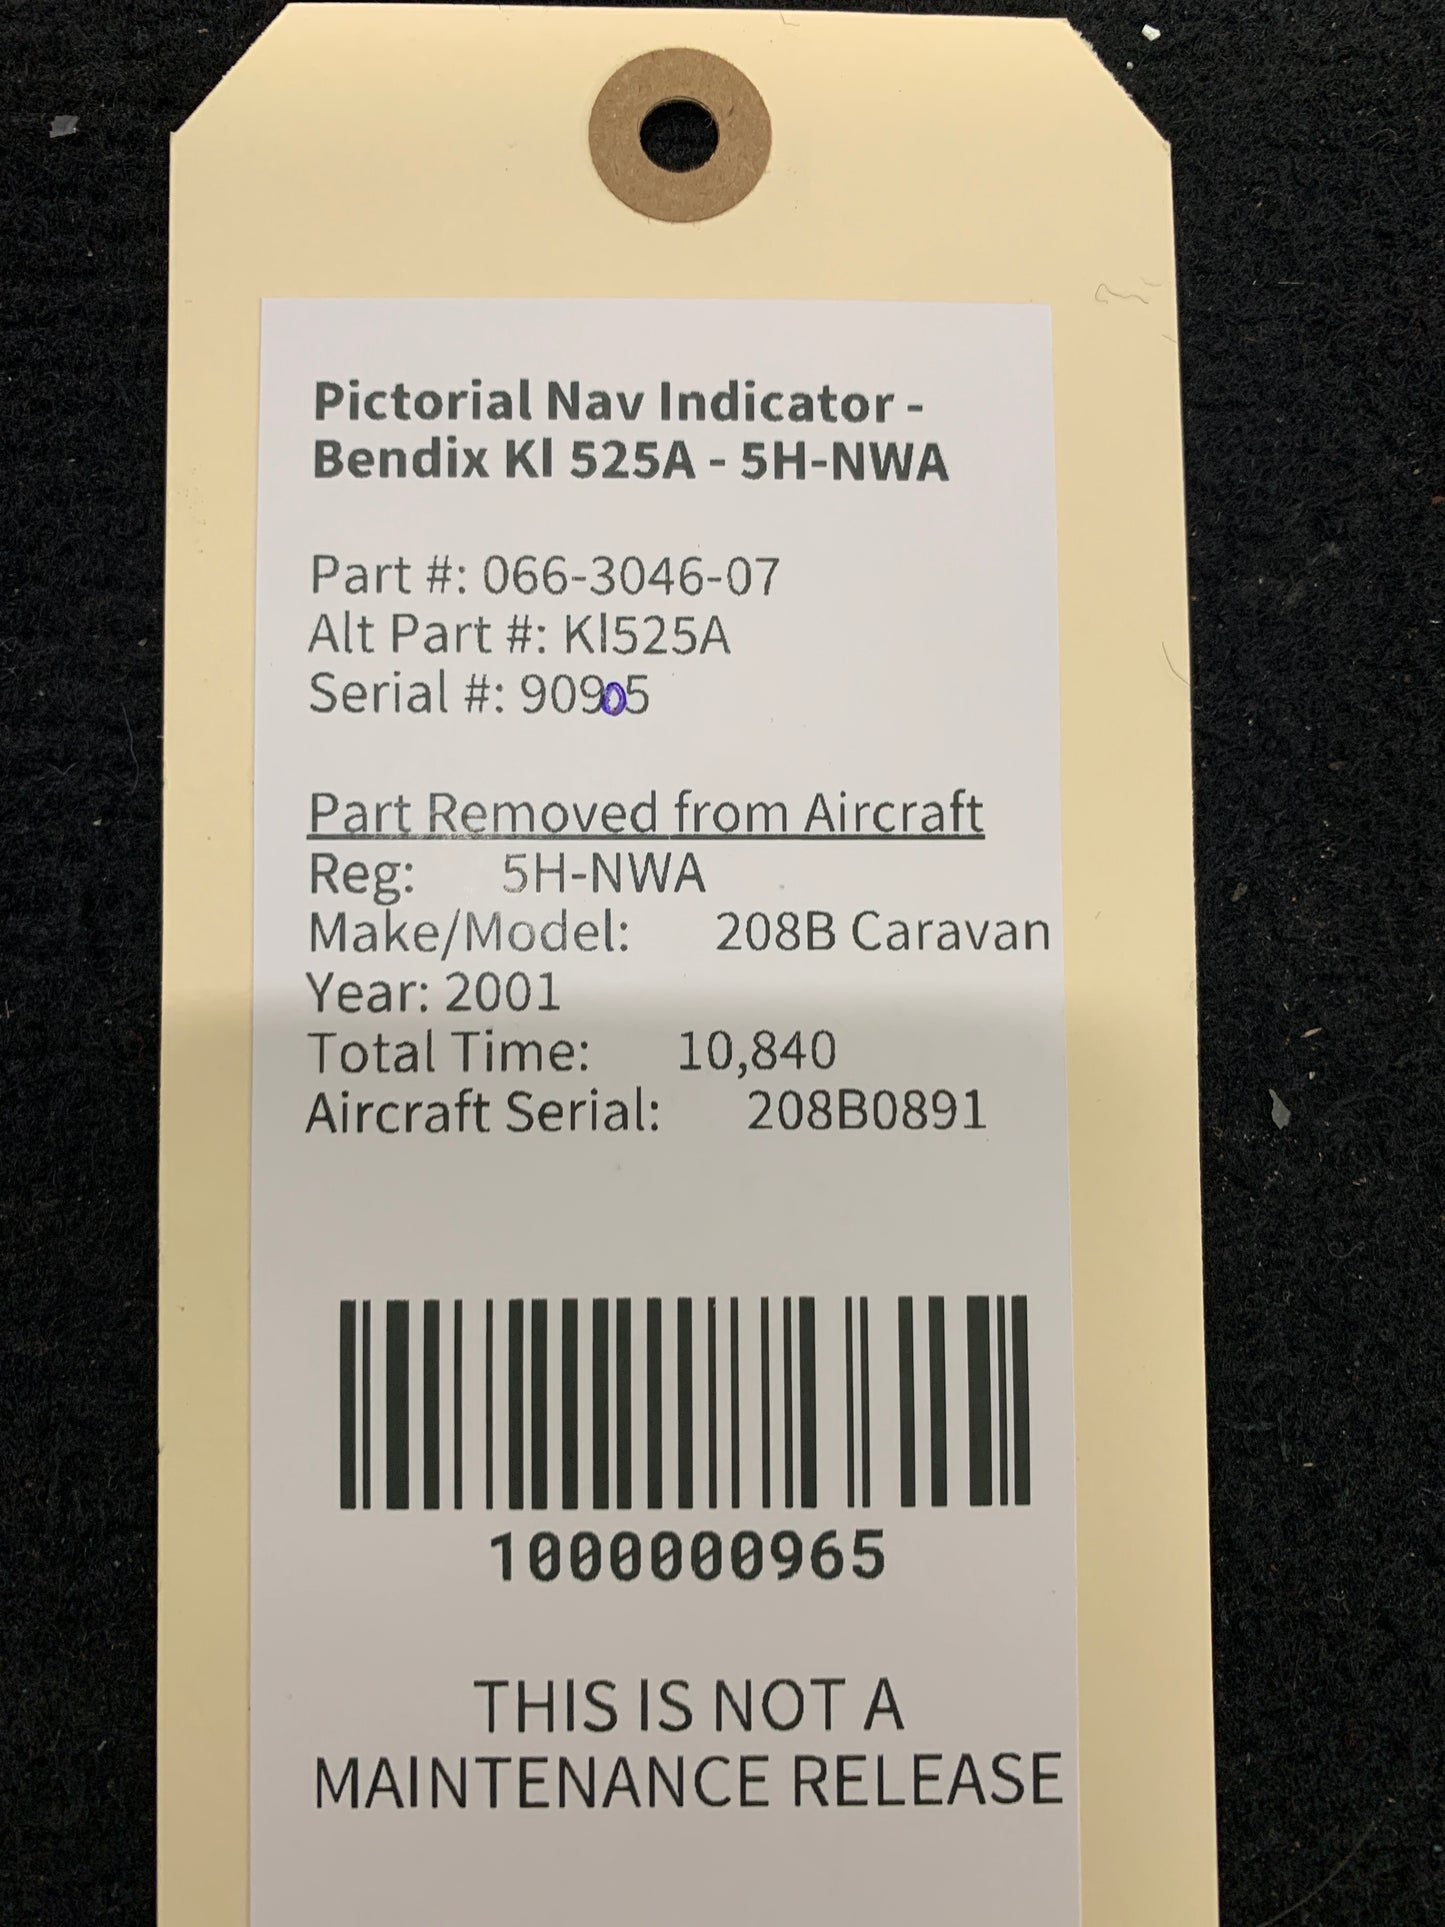 Pictorial Nav Indicator -
Bendix Kl 525A - 5H-NWA
Part #: 066-3046-07
Alt Part #: Kl525A
Serial #: 90905
Part Removed from Aircraft
Reg: 5H-NWA
Make/Model: 208B Caravan
Year: 2001
Total Time: 10,840
Aircraft Serial: 208B0891
1000000965
THIS IS NOT A
MAINTENANCE RELEASE